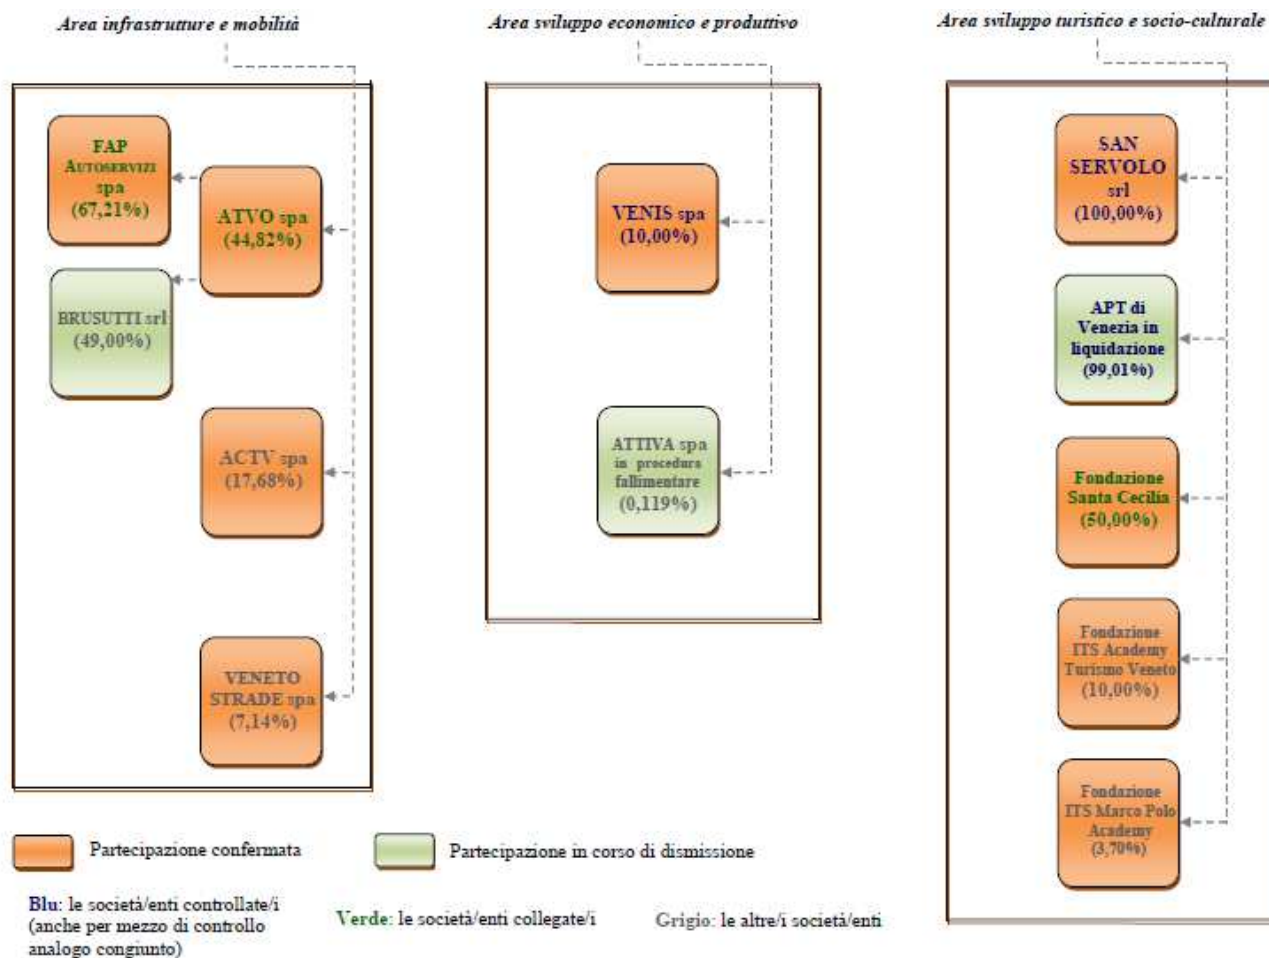 Area infrastrutture e mobilità
FAP
AUTOSERVIZI
spa
(67,21%)
ATVO spa
(44,82%)
BRUSUTTI srl
(49,00%)
ACTV spa
(17,68%)
VENETO
STRADE spa
(7,14%)
Area sviluppo economico e produttivo
VENIS spa
(10,00%)
ATTIVA spa
in procedura
fallimentare
(0,119%)
Area sviluppo turistico e socio-culturale
SAN
SERVOLO
srl
(100,00%)
APT di
Venezia in
liquidazione
(99,01%)
Fondazione
Santa Cecilia
(50,00%)
Fondazione
ITS Academy
Turismo Veneto
(10,00%)
Fondazione
ITS Marco Polo
Academy
(3,70%)
Partecipazione confermata
Partecipazione in corso di dismissione
Blu: le società/enti controllate/i
(anche per mezzo di controllo
analogo congiunto)
Verde: le società/enti collegate/i
Grigio: le altre/i società/enti